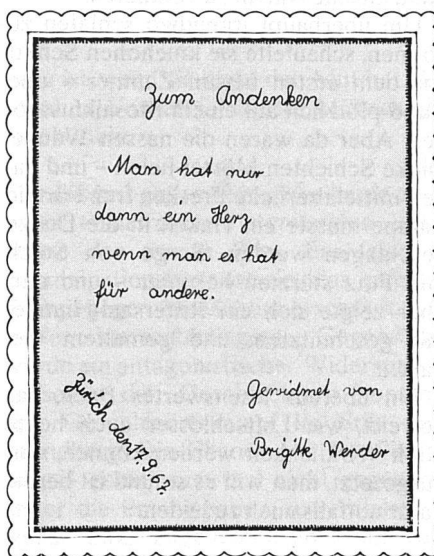 Zum Andenken
Man hat nur
dann ein Herz
wenn man es hat
für andere.
Zürich den 17.9.67.
Gewidmet von
Brigitte Werder